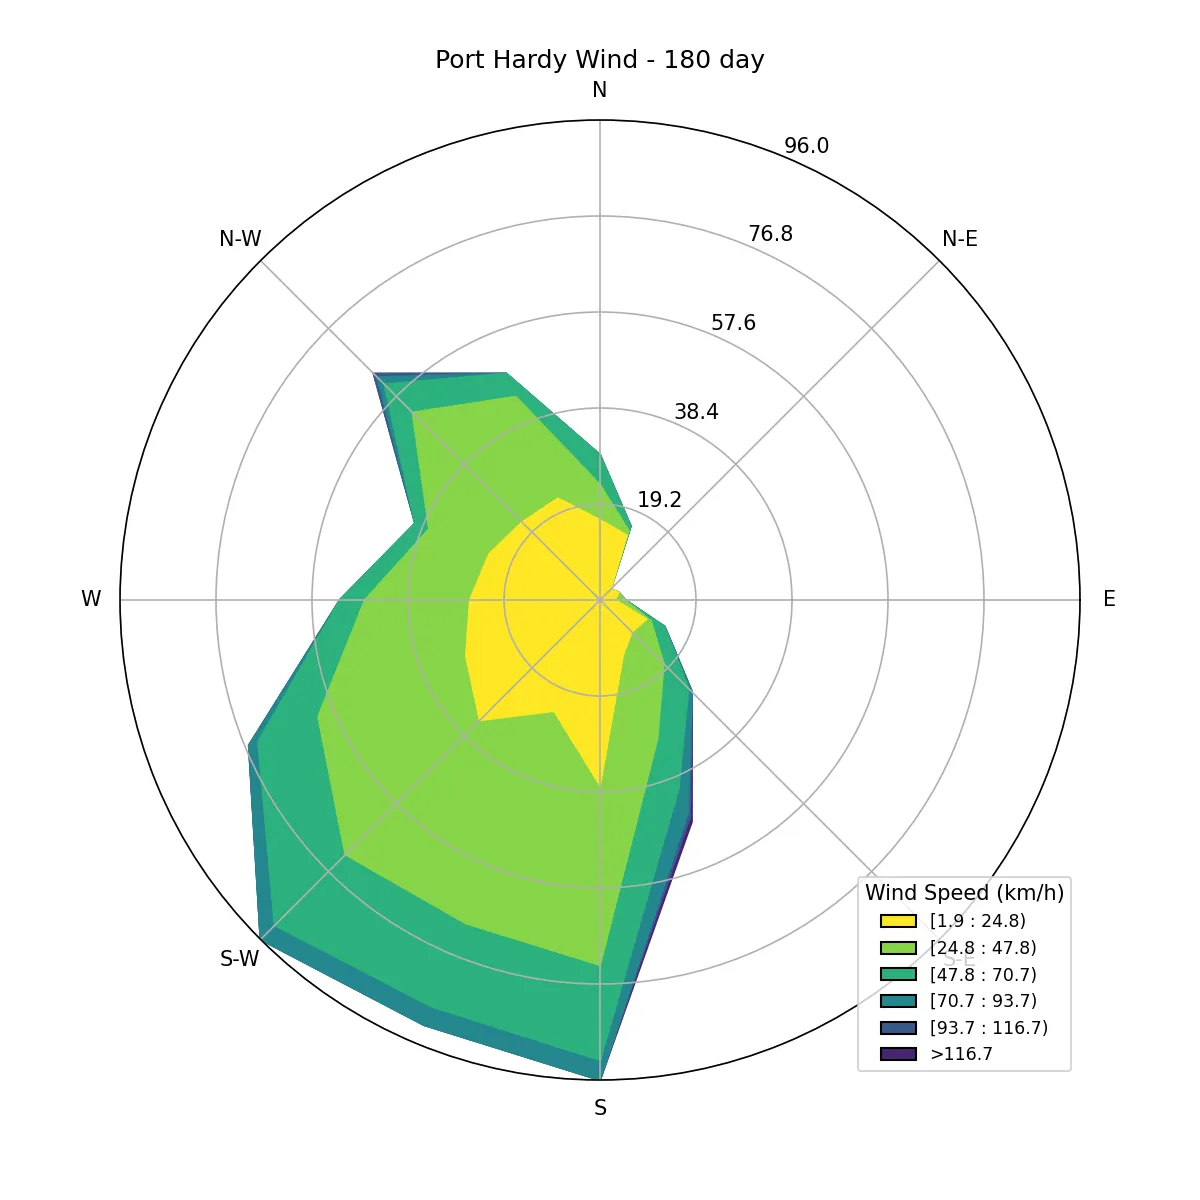 Port Hardy Wind - 180 day
N
96.0
N-W
76.8
N-E
57.6
38.4
19.2
W
E
S-W
S-E
S
Wind Speed (km/h)
[1.9 : 24.8)
[24.8 : 47.8)
[47.8 : 70.7)
[70.7 : 93.7)
[93.7 : 116.7)
>116.7